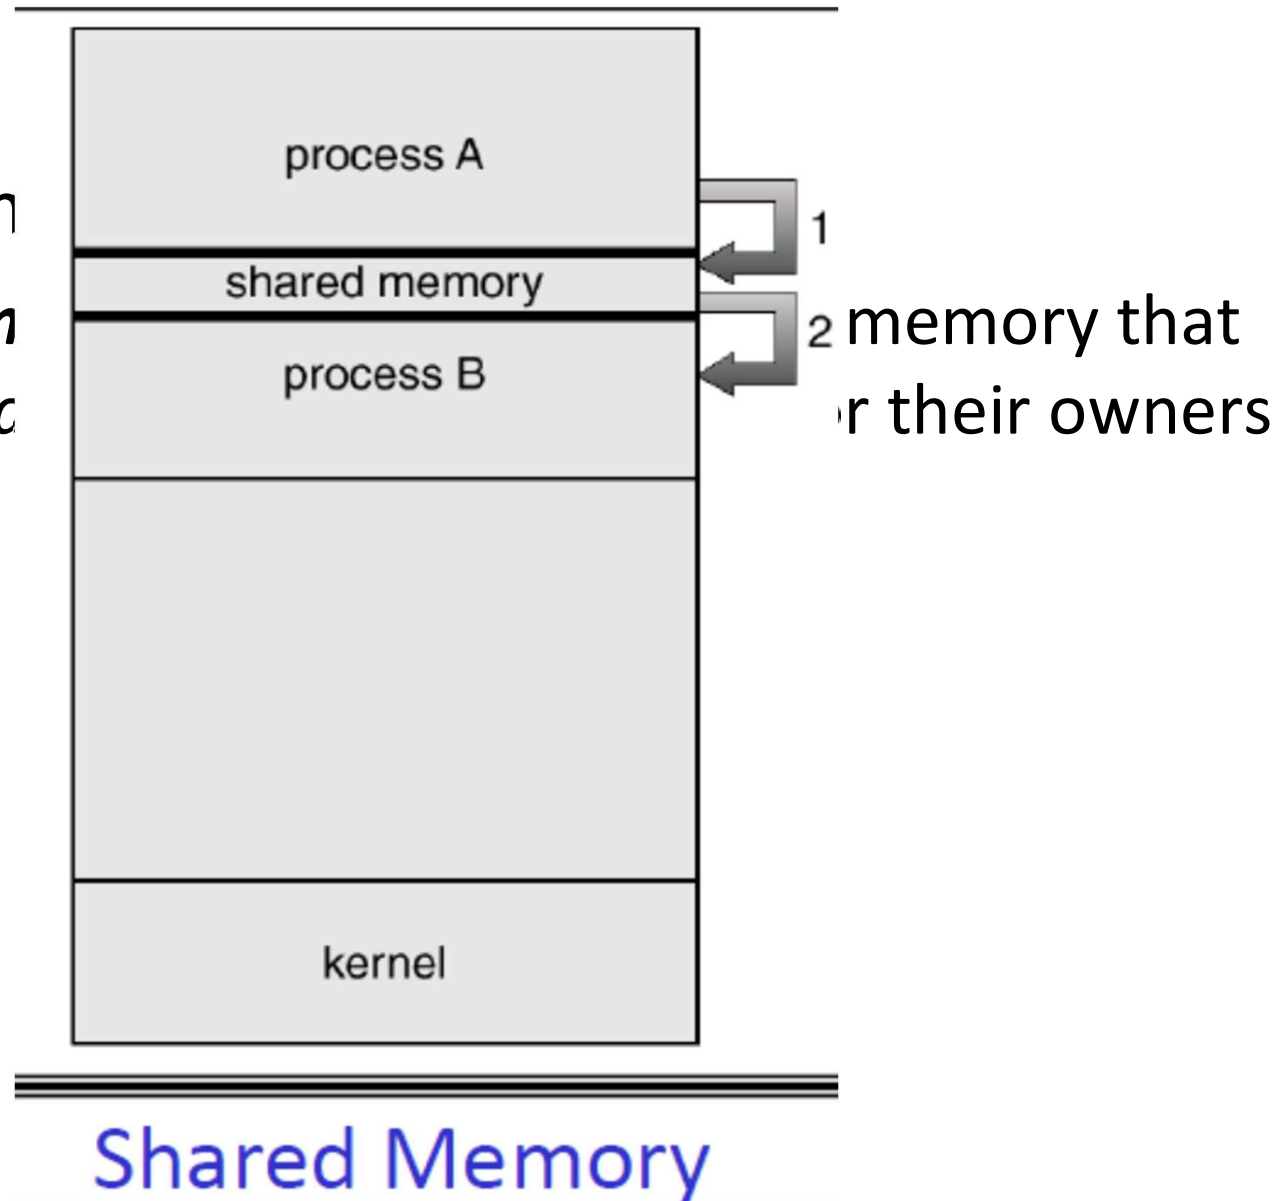 process A
1
shared memory
2 memory that
process B
their owners
kernel
Shared Memory